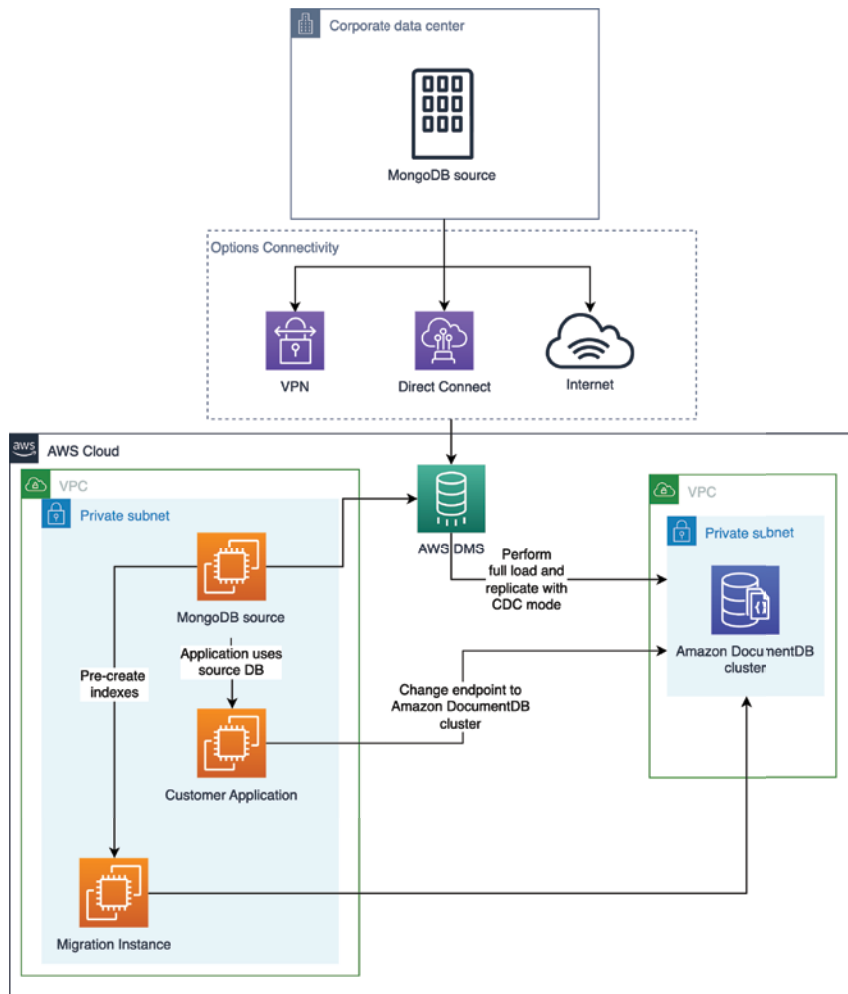 Corporate data center
MongoDB source
Options Connectivity
VPN
Direct Connect
Internet
aws
AWS Cloud
VPC
Private subnet
MongoDB source
Pre-create
indexes
Application uses
source DB
Customer Application
Migration Instance
AWS DMS
Perform
full load and
replicate with
CDC mode
Change endpoint to
Amazon DocumentDB
cluster
VPC
Private subnet
Amazon DocumentDB
cluster